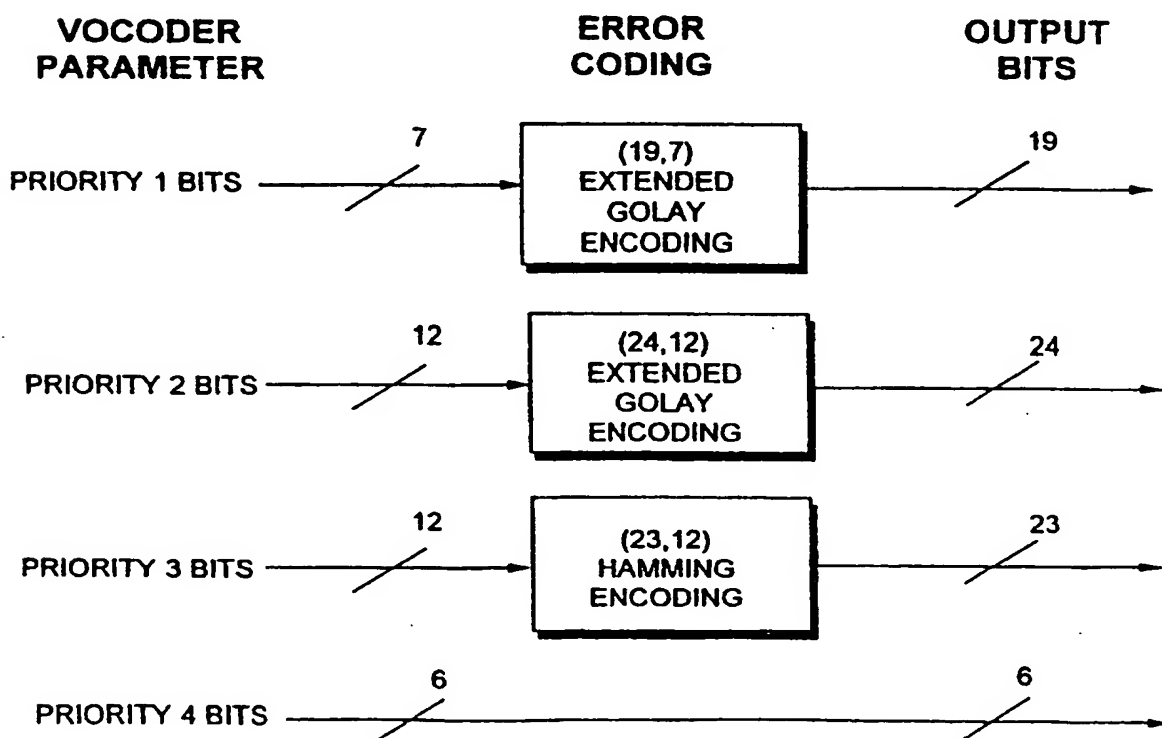 VOCODER
PARAMETER
ERROR
CODING
OUTPUT
BITS
PRIORITY 1 BITS
7
(19,7)
EXTENDED
GOLAY
ENCODING
19
PRIORITY 2 BITS
12
(24,12)
EXTENDED
GOLAY
ENCODING
24
PRIORITY 3 BITS
12
(23,12)
HAMMING
ENCODING
23
PRIORITY 4 BITS
6
6